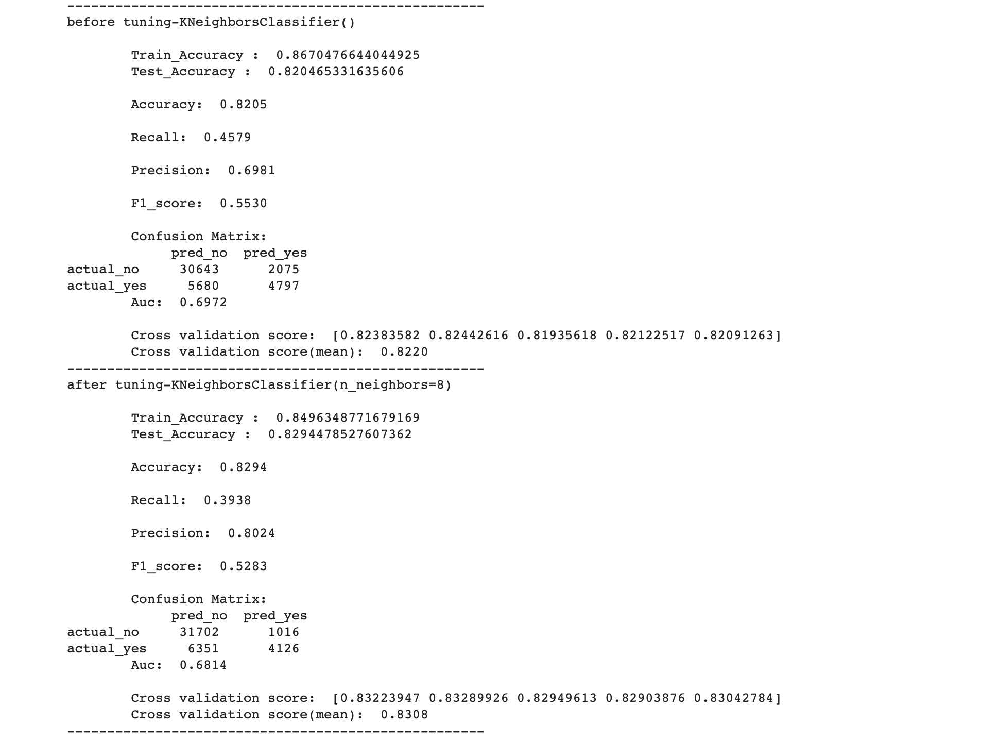 ----------------------------------------------------
before tuning-KNeighborsClassifier()
Train_Accuracy :  0.8670476644044925
Test_Accuracy :  0.820465331635606
Accuracy:  0.8205
Recall:  0.4579
Precision:  0.6981
F1_score:  0.5530
Confusion Matrix:
pred_no  pred_yes
actual_no     30643      2075
actual_yes     5680      4797
Auc:  0.6972
Cross validation score:  [0.82383582 0.82442616 0.81935618 0.82122517 0.82091263]
Cross validation score(mean):  0.8220
----------------------------------------------------
after tuning-KNeighborsClassifier(n_neighbors=8)
Train_Accuracy :  0.8496348771679169
Test_Accuracy :  0.8294478527607362
Accuracy:  0.8294
Recall:  0.3938
Precision:  0.8024
F1_score:  0.5283
Confusion Matrix:
pred_no  pred_yes
actual_no     31702      1016
actual_yes     6351      4126
Auc:  0.6814
Cross validation score:  [0.83223947 0.83289926 0.82949613 0.82903876 0.83042784]
Cross validation score(mean):  0.8308
----------------------------------------------------